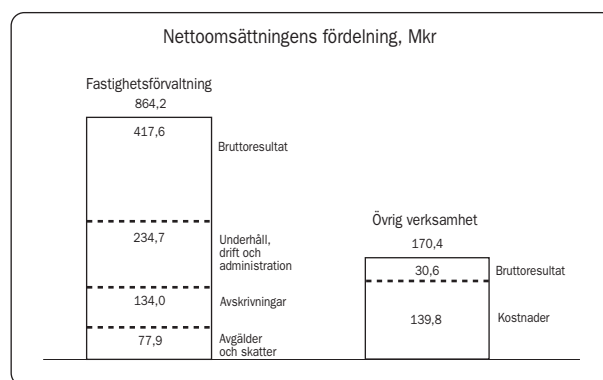 Nettoomsättningens fördelning, Mkr
Fastighetsförvaltning
864,2
417,6
Bruttoresultat
234,7
Underhåll,
drift och
administration
134,0
Avskrivningar
77,9
Avgälder
och skatter
Övrig verksamhet
170,4
30,6
Bruttoresultat
139,8
Kostnader